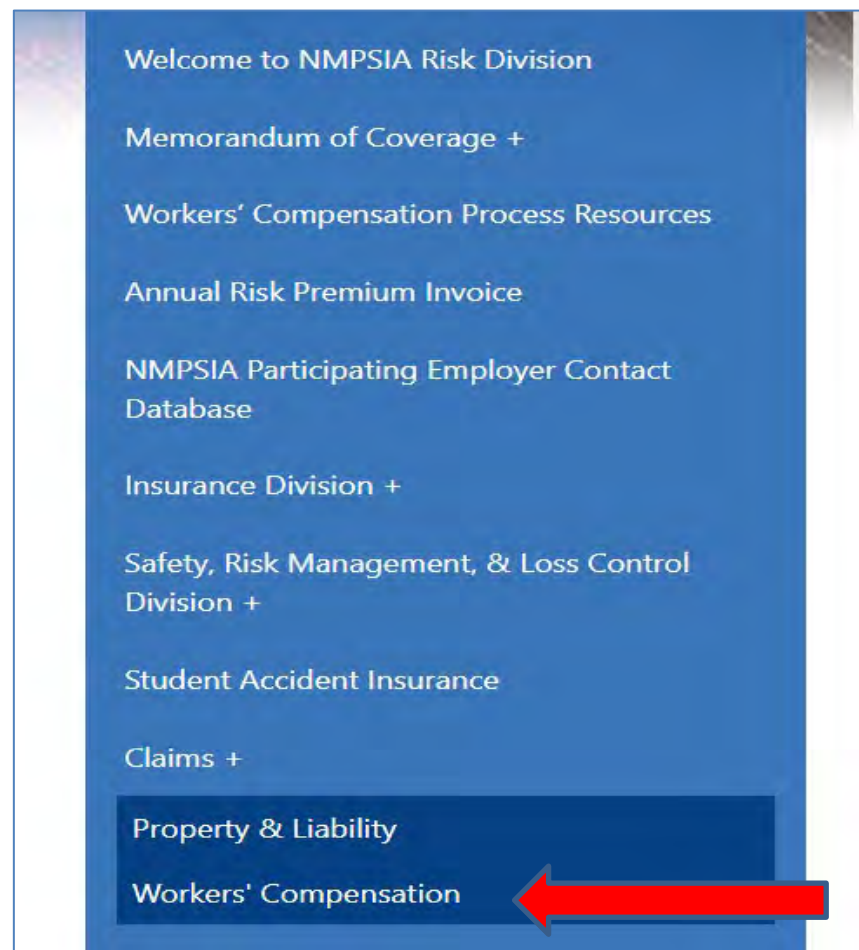 Welcome to NMPSIA Risk Division
Memorandum of Coverage +
Workers’ Compensation Process Resources
Annual Risk Premium Invoice
NMPSIA Participating Employer Contact
Database
Insurance Division +
Safety, Risk Management, & Loss Control
Division +
Student Accident Insurance
Claims +
Property & Liability
Workers' Compensation